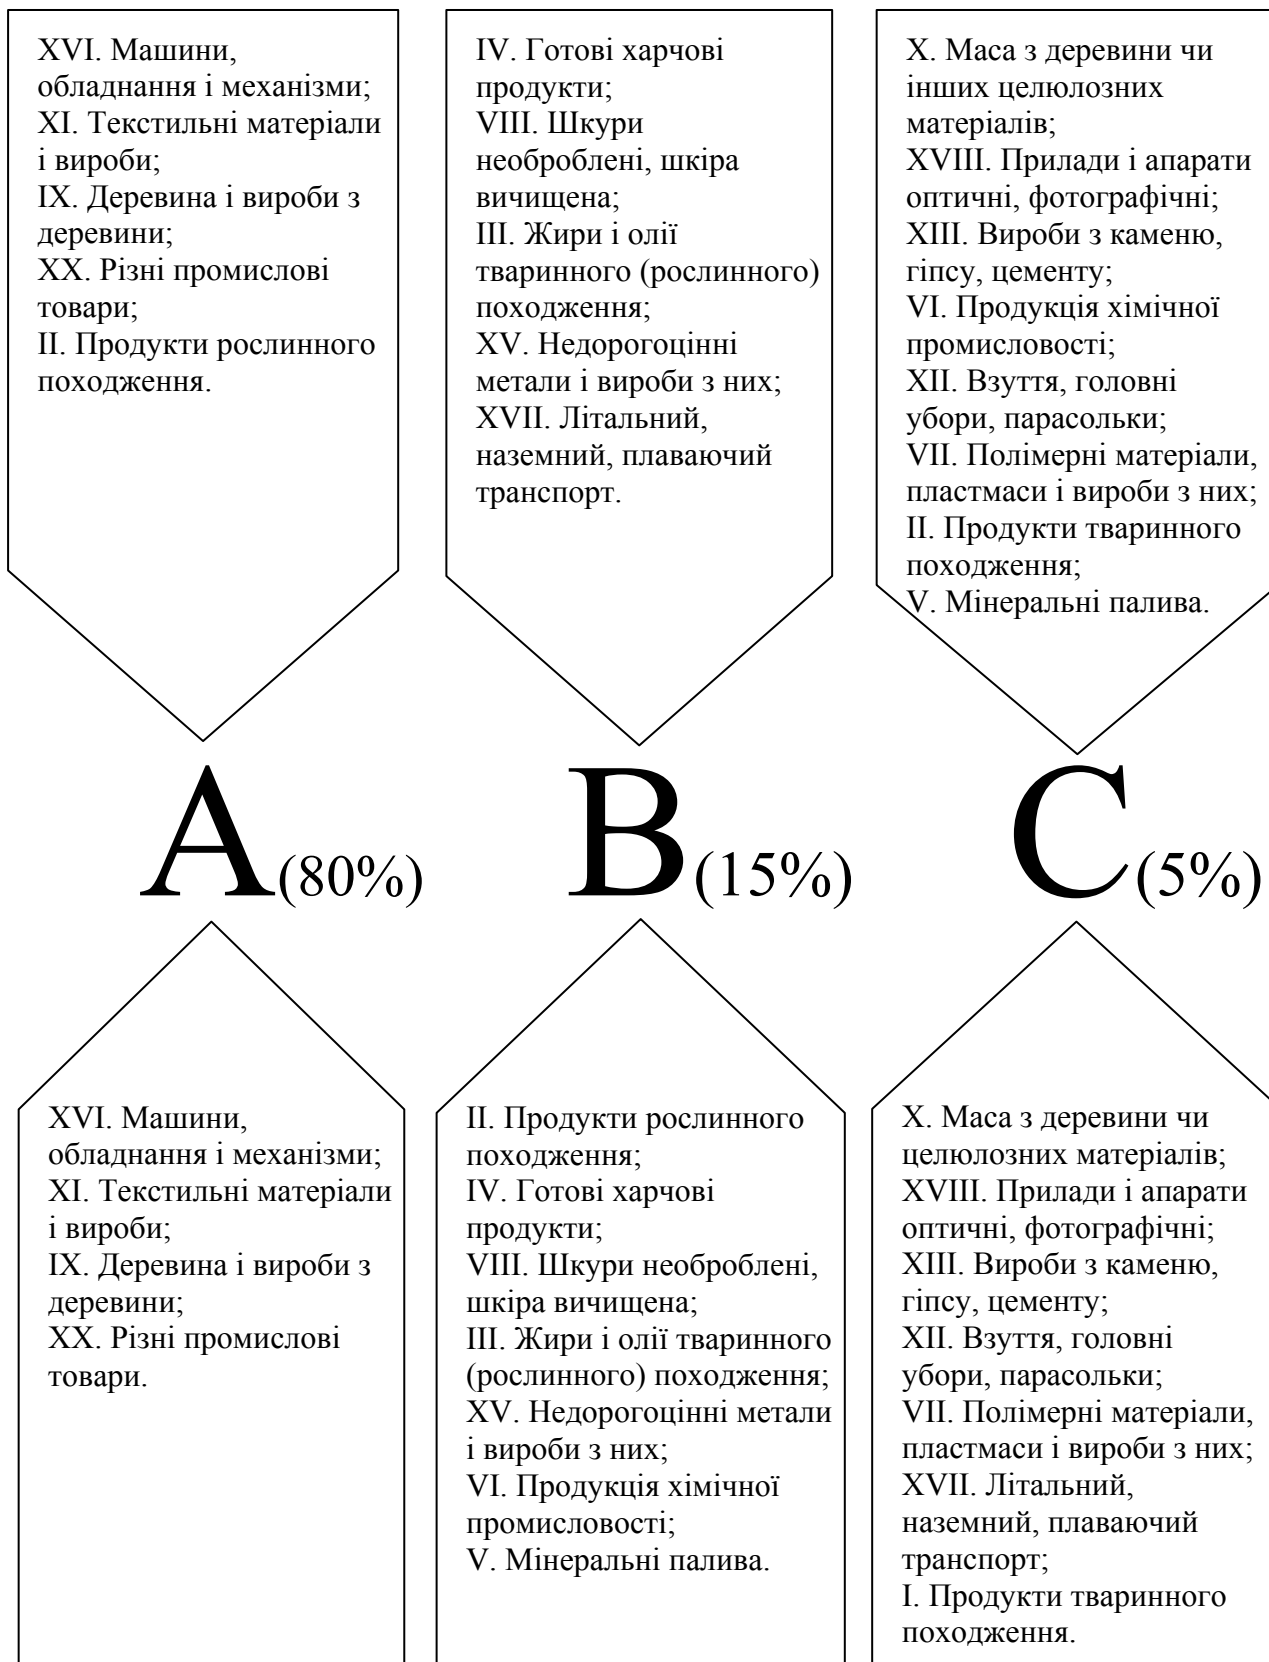 XVI. Машини,
обладнання і механізми;
XI. Текстильні матеріали
і вироби;
IX. Деревина і вироби з
деревини;
XX. Різні промислові
товари;
II. Продукти рослинного
походження.
IV. Готові харчові
продукти;
VIII. Шкури
необроблені, шкіра
вичищена;
III. Жири і олії
тваринного (рослинного)
походження;
XV. Недорогоцінні
метали і вироби з них;
XVII. Літальний,
наземний, плаваючий
транспорт.
X. Маса з деревини чи
інших целюлозних
матеріалів;
XVIII. Прилади і апарати
оптичні, фотографічні;
XIII. Вироби з каменю,
гіпсу, цементу;
VI. Продукція хімічної
промисловості;
XII. Взуття, головні
убори, парасольки;
VII. Полімерні матеріали,
пластмаси і вироби з них;
II. Продукти тваринного
походження;
V. Мінеральні палива.
A(80%)
B(15%)
C(5%)
XVI. Машини,
обладнання і механізми;
XI. Текстильні матеріали
і вироби;
IX. Деревина і вироби з
деревини;
XX. Різні промислові
товари.
II. Продукти рослинного
походження;
IV. Готові харчові
продукти;
VIII. Шкури необроблені,
шкіра вичищена;
III. Жири і олії тваринного
(рослинного) походження;
XV. Недорогоцінні метали
і вироби з них;
VI. Продукція хімічної
промисловості;
V. Мінеральні палива.
X. Маса з деревини чи
целюлозних матеріалів;
XVIII. Прилади і апарати
оптичні, фотографічні;
XIII. Вироби з каменю,
гіпсу, цементу;
XII. Взуття, головні
убори, парасольки;
VII. Полімерні матеріали,
пластмаси і вироби з них;
XVII. Літальний,
наземний, плаваючий
транспорт;
I. Продукти тваринного
походження.